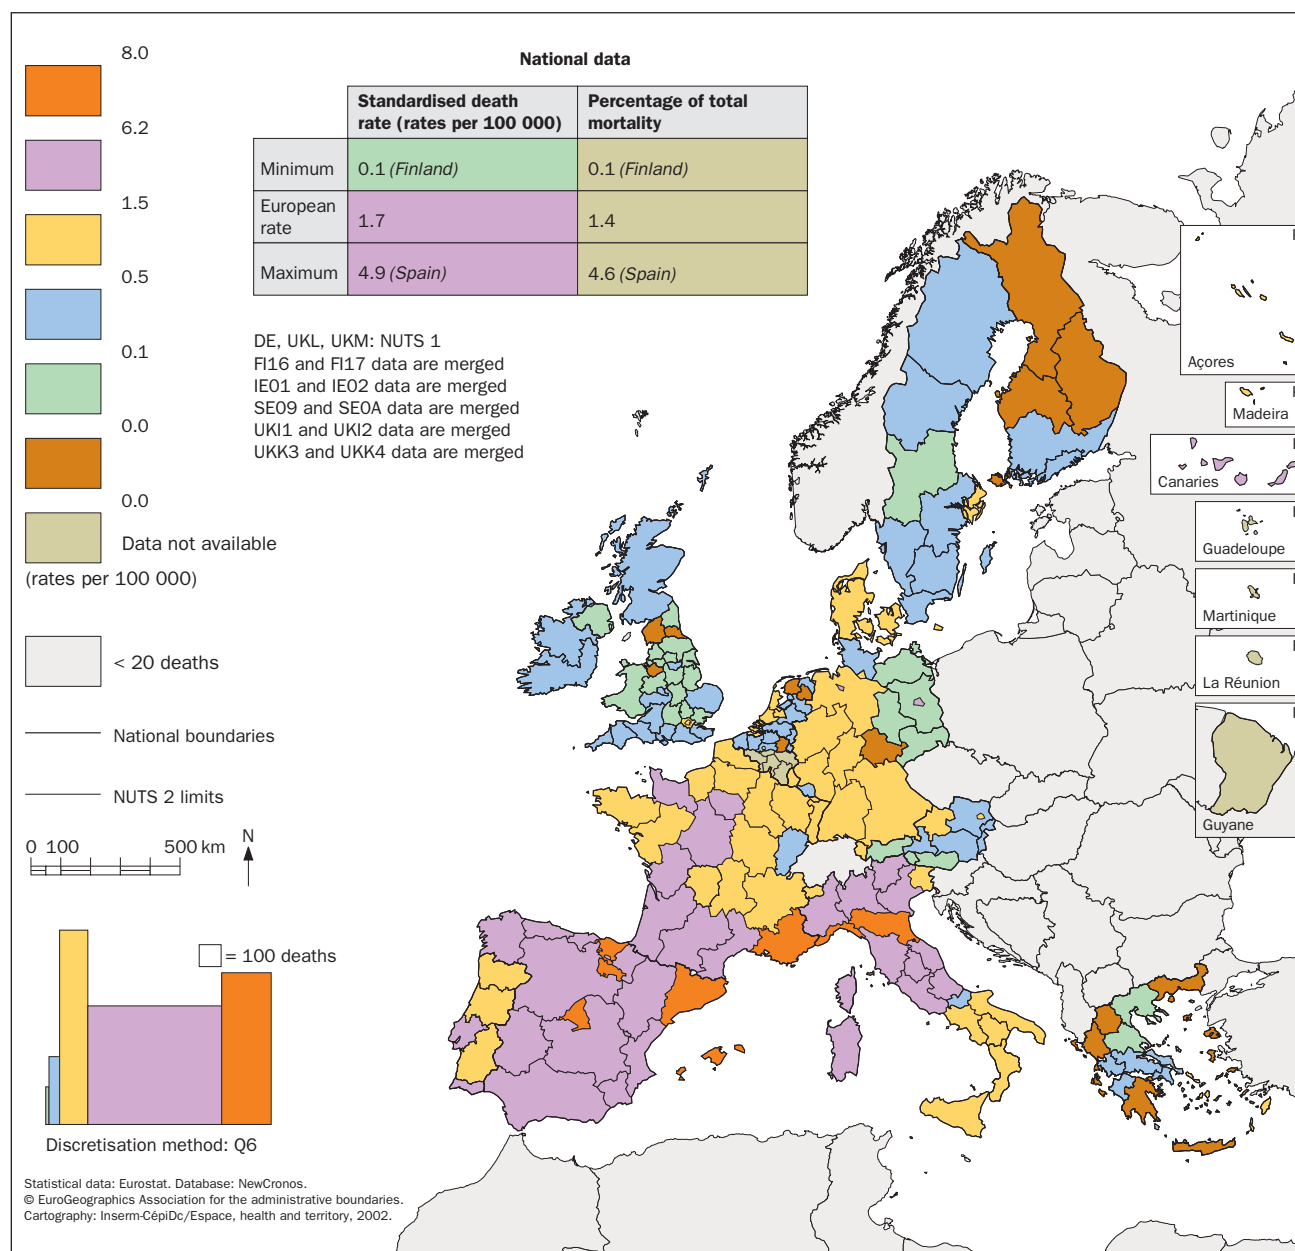 8.0
6.2
1.5
0.5
0.1
0.0
0.0
Data not available
(rates per 100 000)
< 20 deaths
National boundaries
NUTS 2 limits
0 100 500 km
N
= 100 deaths
Discretisation method: Q6
Statistical data: Eurostat. Database: NewCronos.
© EuroGeographics Association for the administrative boundaries.
Cartography: Inserm-CépiDc/Espace, health and territory, 2002.
National data
Standardised death
rate (rates per 100 000)
Percentage of total
mortality
Minimum
0.1 (Finland)
0.1 (Finland)
European
rate
1.7
1.4
Maximum
4.9 (Spain)
4.6 (Spain)
DE, UKL, UKM: NUTS 1
FI16 and FI17 data are merged
IE01 and IE02 data are merged
SE09 and SE0A data are merged
UKI1 and UKI2 data are merged
UKK3 and UKK4 data are merged
Açores
Madeira
Canaries
Guadeloupe
Martinique
La Réunion
Guyane